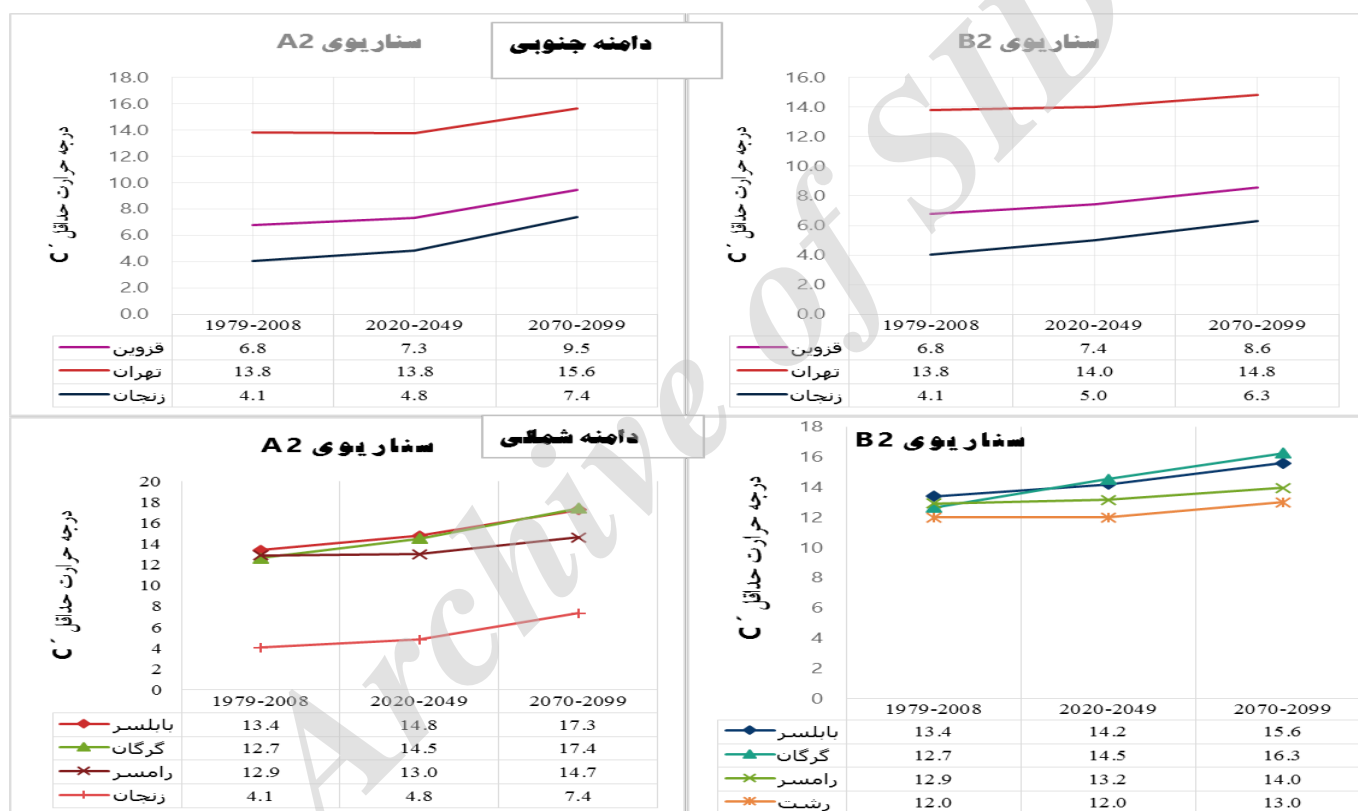 سناریوی A2
دامنه جنوبی
سناریوی B2
درجه حرارت حداقل C´
18.0
16.0
14.0
12.0
10.0
8.0
6.0
4.0
2.0
0.0
1979-2008 2020-2049 2070-2099
قزوین 6.8 7.3 9.5
تهران 13.8 13.8 15.6
زنجان 4.1 4.8 7.4
درجه حرارت حداقل C´
16.0
14.0
12.0
10.0
8.0
6.0
4.0
2.0
0.0
1979-2008 2020-2049 2070-2099
قزوین 6.8 7.4 8.6
تهران 13.8 14.0 14.8
زنجان 4.1 5.0 6.3
سناریوی A2
دامنه شمالی
سناریوی B2
درجه حرارت حداقل C´
20
18
16
14
12
10
8
6
4
2
0
1979-2008 2020-2049 2070-2099
بابلسر 13.4 14.8 17.3
گرگان 12.7 14.5 17.4
رامسر 12.9 13.0 14.7
زنجان 4.1 4.8 7.4
درجه حرارت حداقل C´
18
16
14
12
10
8
6
4
2
0
1979-2008 2020-2049 2070-2099
بابلسر 13.4 14.2 15.6
گرگان 12.7 14.5 16.3
رامسر 12.9 13.2 14.0
رشت 12.0 12.0 13.0
Archive of SID